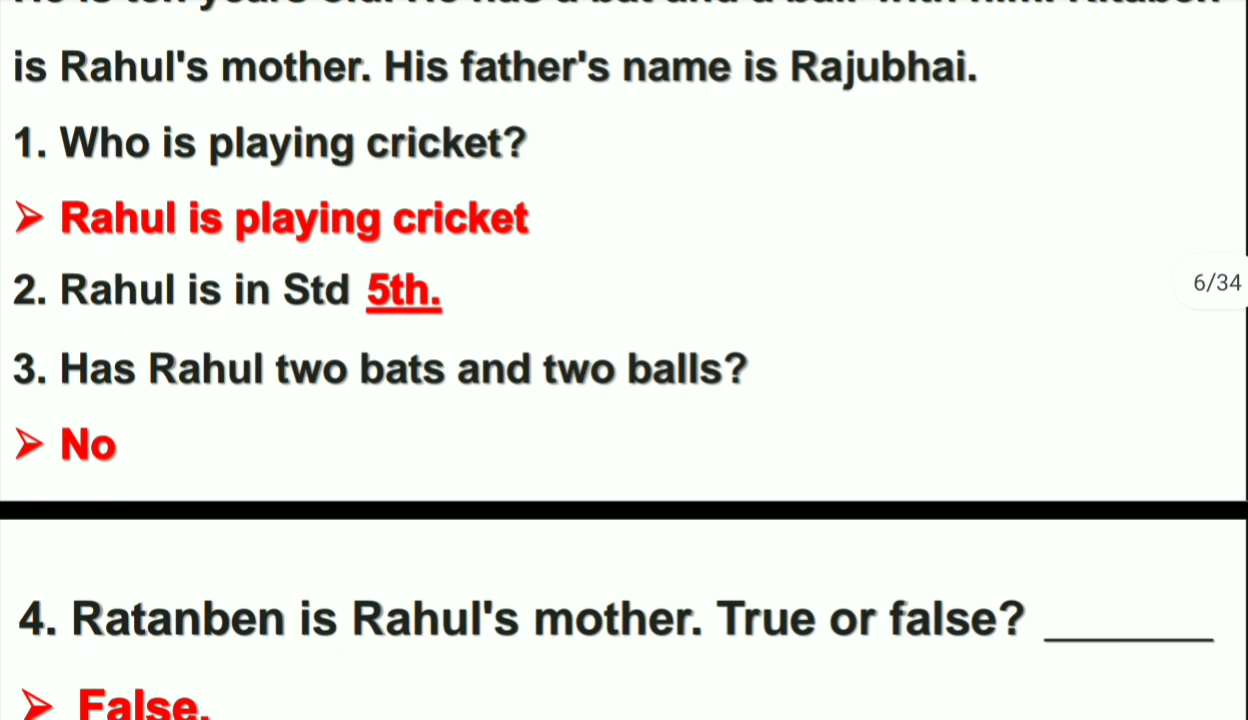 is Rahul's mother. His father's name is Rajubhai.
1. Who is playing cricket?
➢ Rahul is playing cricket
2. Rahul is in Std 5th.
6/34
3. Has Rahul two bats and two balls?
➢ No
4. Ratanben is Rahul's mother. True or false? ________
➢ False.